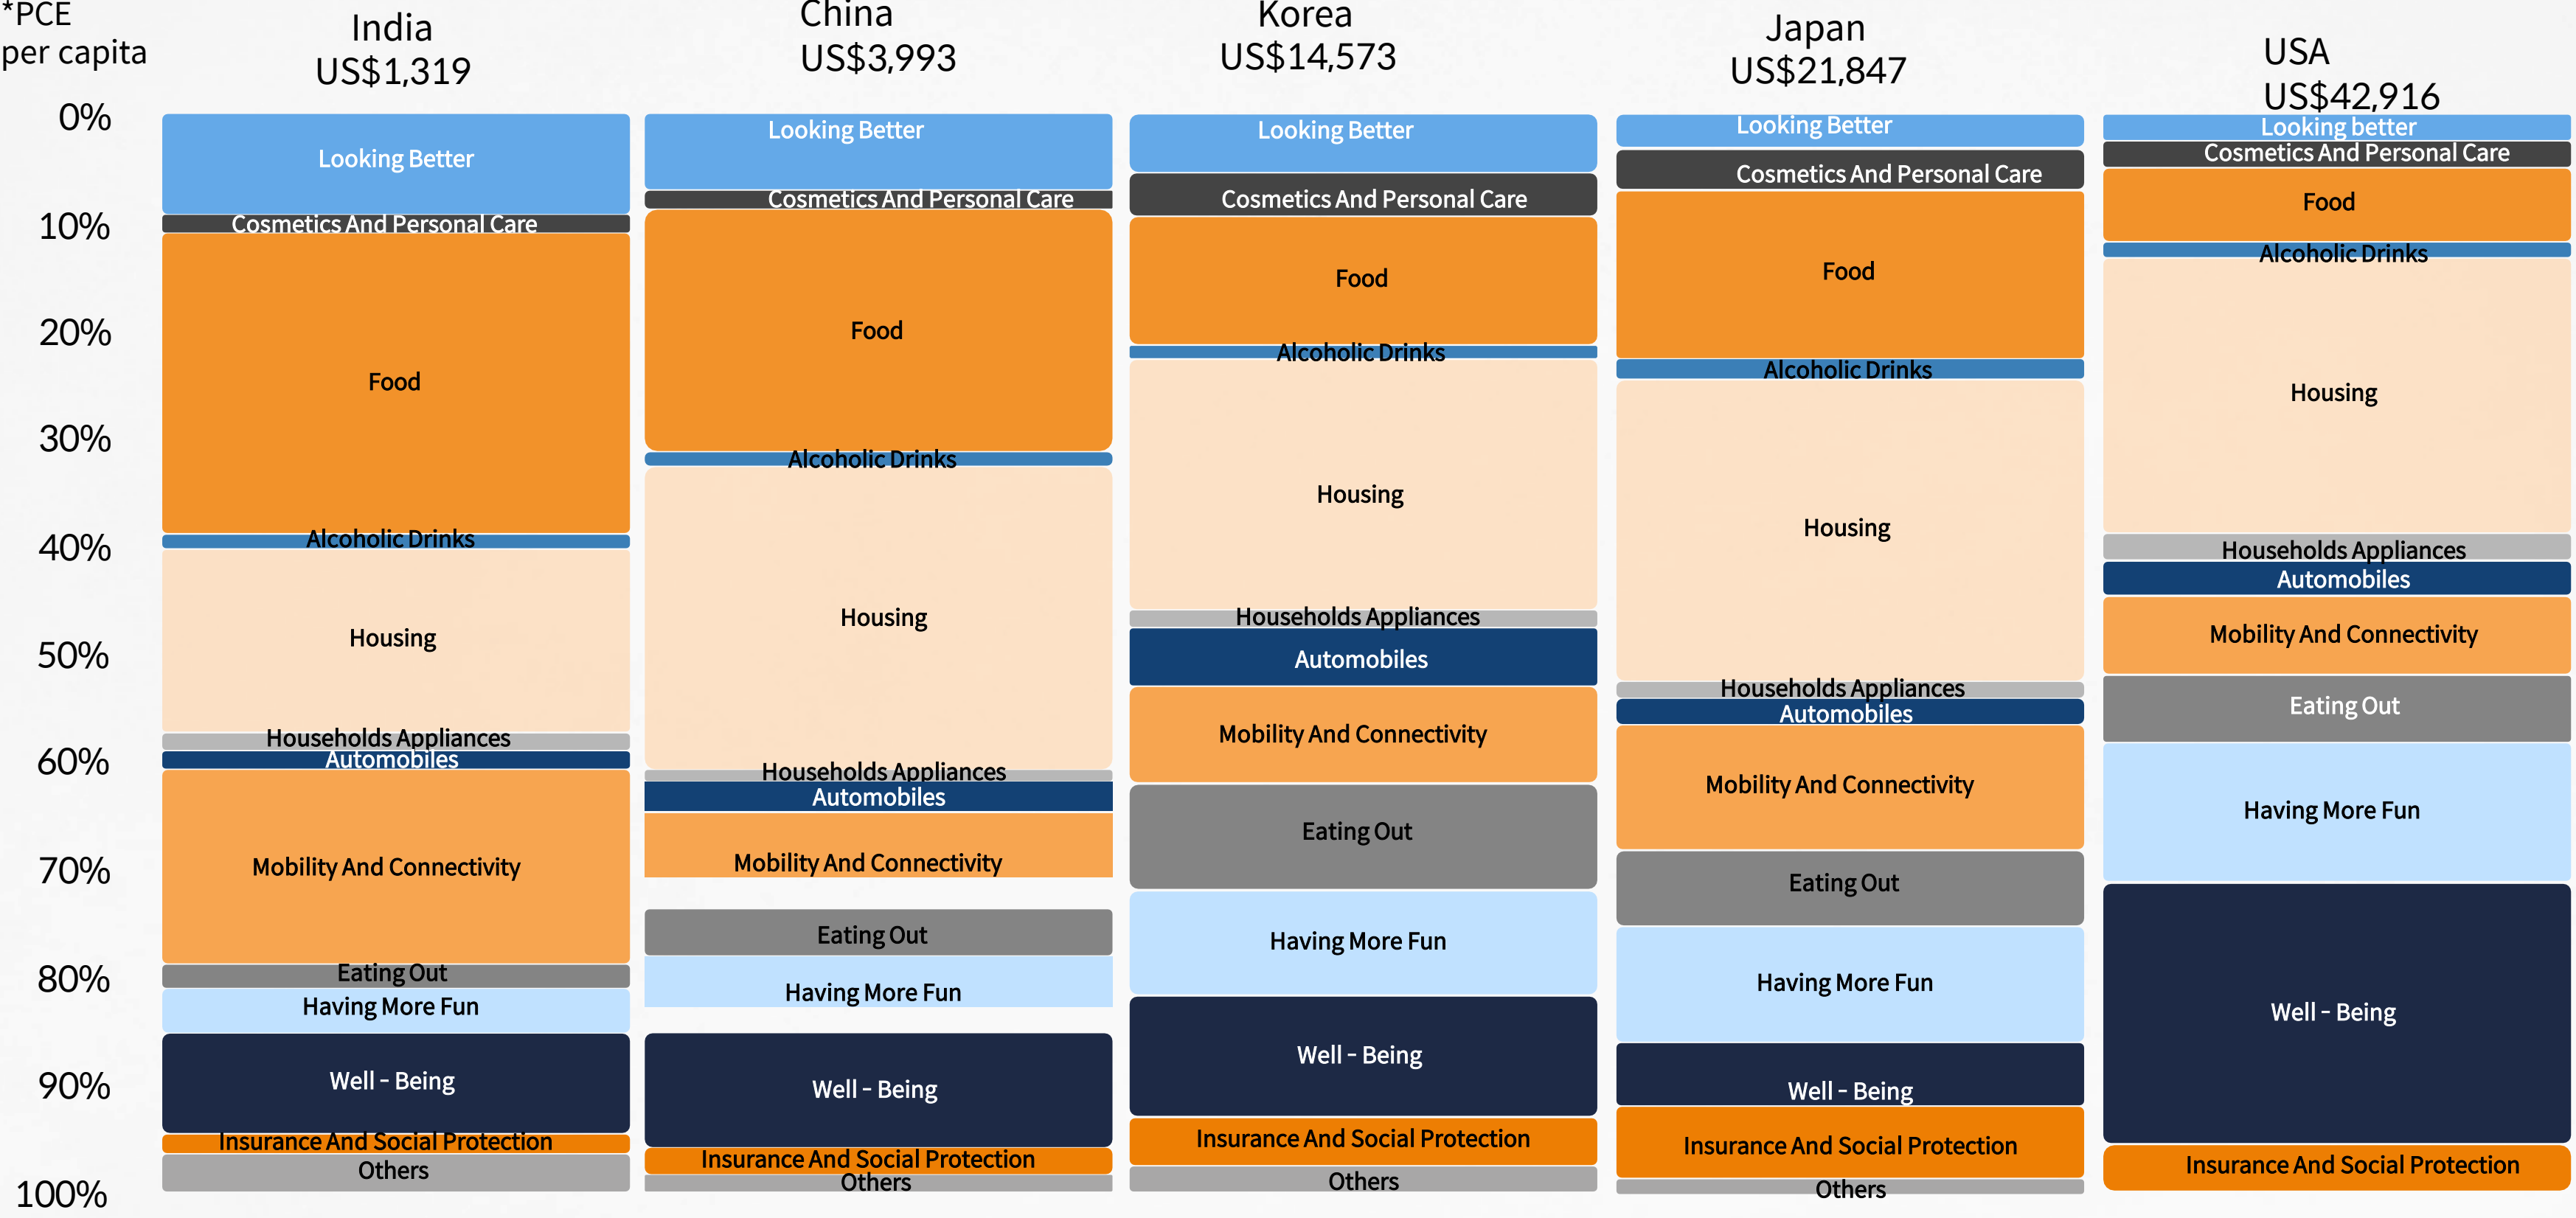 *PCE
per capita
India
US$1,319
China
US$3,993
Korea
US$14,573
Japan
US$21,847
USA
US$42,916
0%
10%
20%
30%
40%
50%
60%
70%
80%
90%
100%
Looking Better
Cosmetics And Personal Care
Food
Alcoholic Drinks
Housing
Households Appliances
Automobiles
Mobility And Connectivity
Eating Out
Having More Fun
Well - Being
Insurance And Social Protection
Others
Looking Better
Cosmetics And Personal Care
Food
Alcoholic Drinks
Housing
Households Appliances
Automobiles
Mobility And Connectivity
Eating Out
Having More Fun
Well - Being
Insurance And Social Protection
Others
Looking Better
Cosmetics And Personal Care
Food
Alcoholic Drinks
Housing
Households Appliances
Automobiles
Mobility And Connectivity
Eating Out
Having More Fun
Well - Being
Insurance And Social Protection
Others
Looking Better
Cosmetics And Personal Care
Food
Alcoholic Drinks
Housing
Households Appliances
Automobiles
Mobility And Connectivity
Eating Out
Having More Fun
Well - Being
Insurance And Social Protection
Others
Looking better
Cosmetics And Personal Care
Food
Alcoholic Drinks
Housing
Households Appliances
Automobiles
Mobility And Connectivity
Eating Out
Having More Fun
Well - Being
Insurance And Social Protection